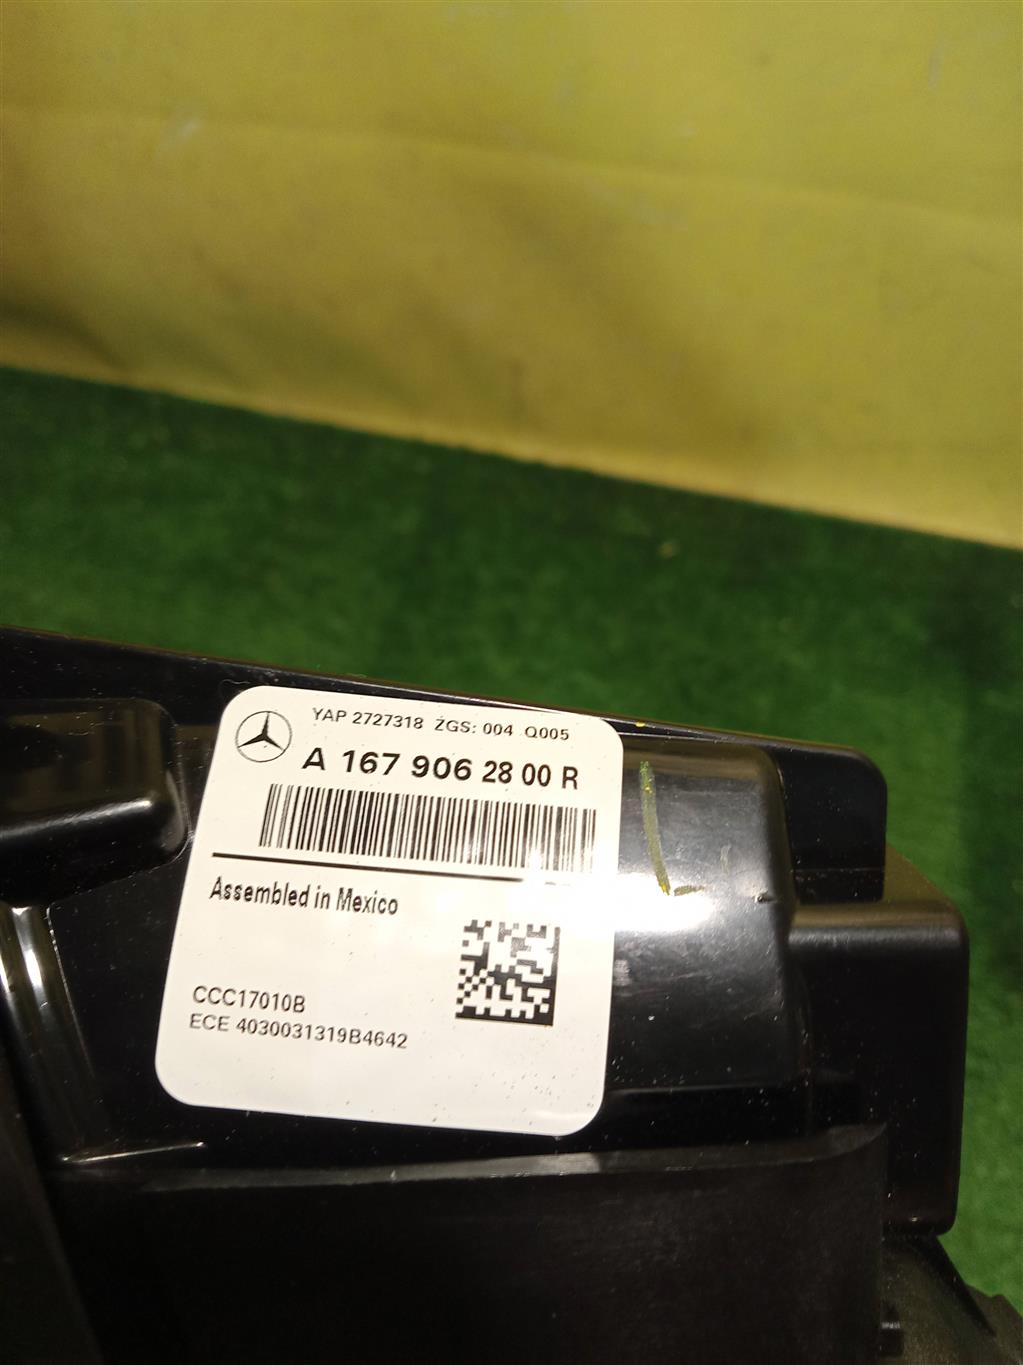 YAP 2727318 ZGS: 004 Q005
A 167 906 28 00 R
Assembled in Mexico
CCC17010B
ECE 4030031319B4642